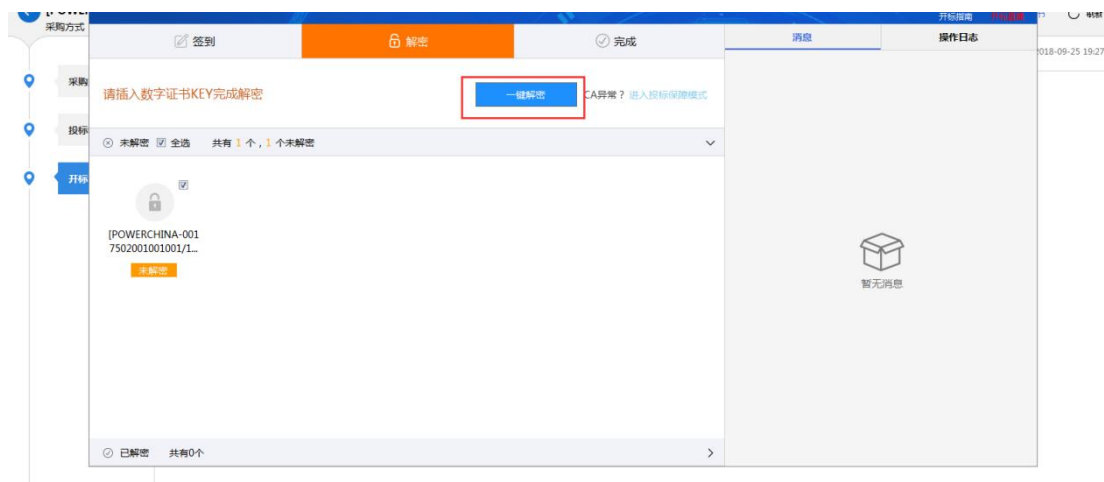 采购方式
开标指南
刷新
签到
解密
完成
消息
操作日志
2018-09-25 19:27
采购
请插入数字证书KEY完成解密
一键解密
CA异常？ 进入投标保障模式
投标
未解密 全选 共有 1 个，1 个未解密
开标
[POWERCHINA-001
7502001001001/1...
未解密
暂无消息
已解密 共有0个